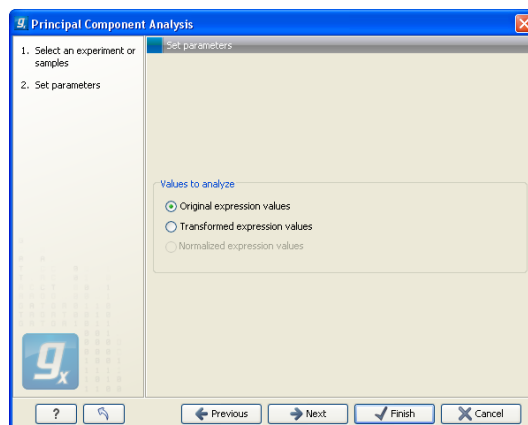 Principal Component Analysis
1. Select an experiment or
samples
2. Set parameters
Set parameters
Values to analyze
Original expression values
Transformed expression values
Normalized expression values
gx
?
Previous
Next
Finish
Cancel